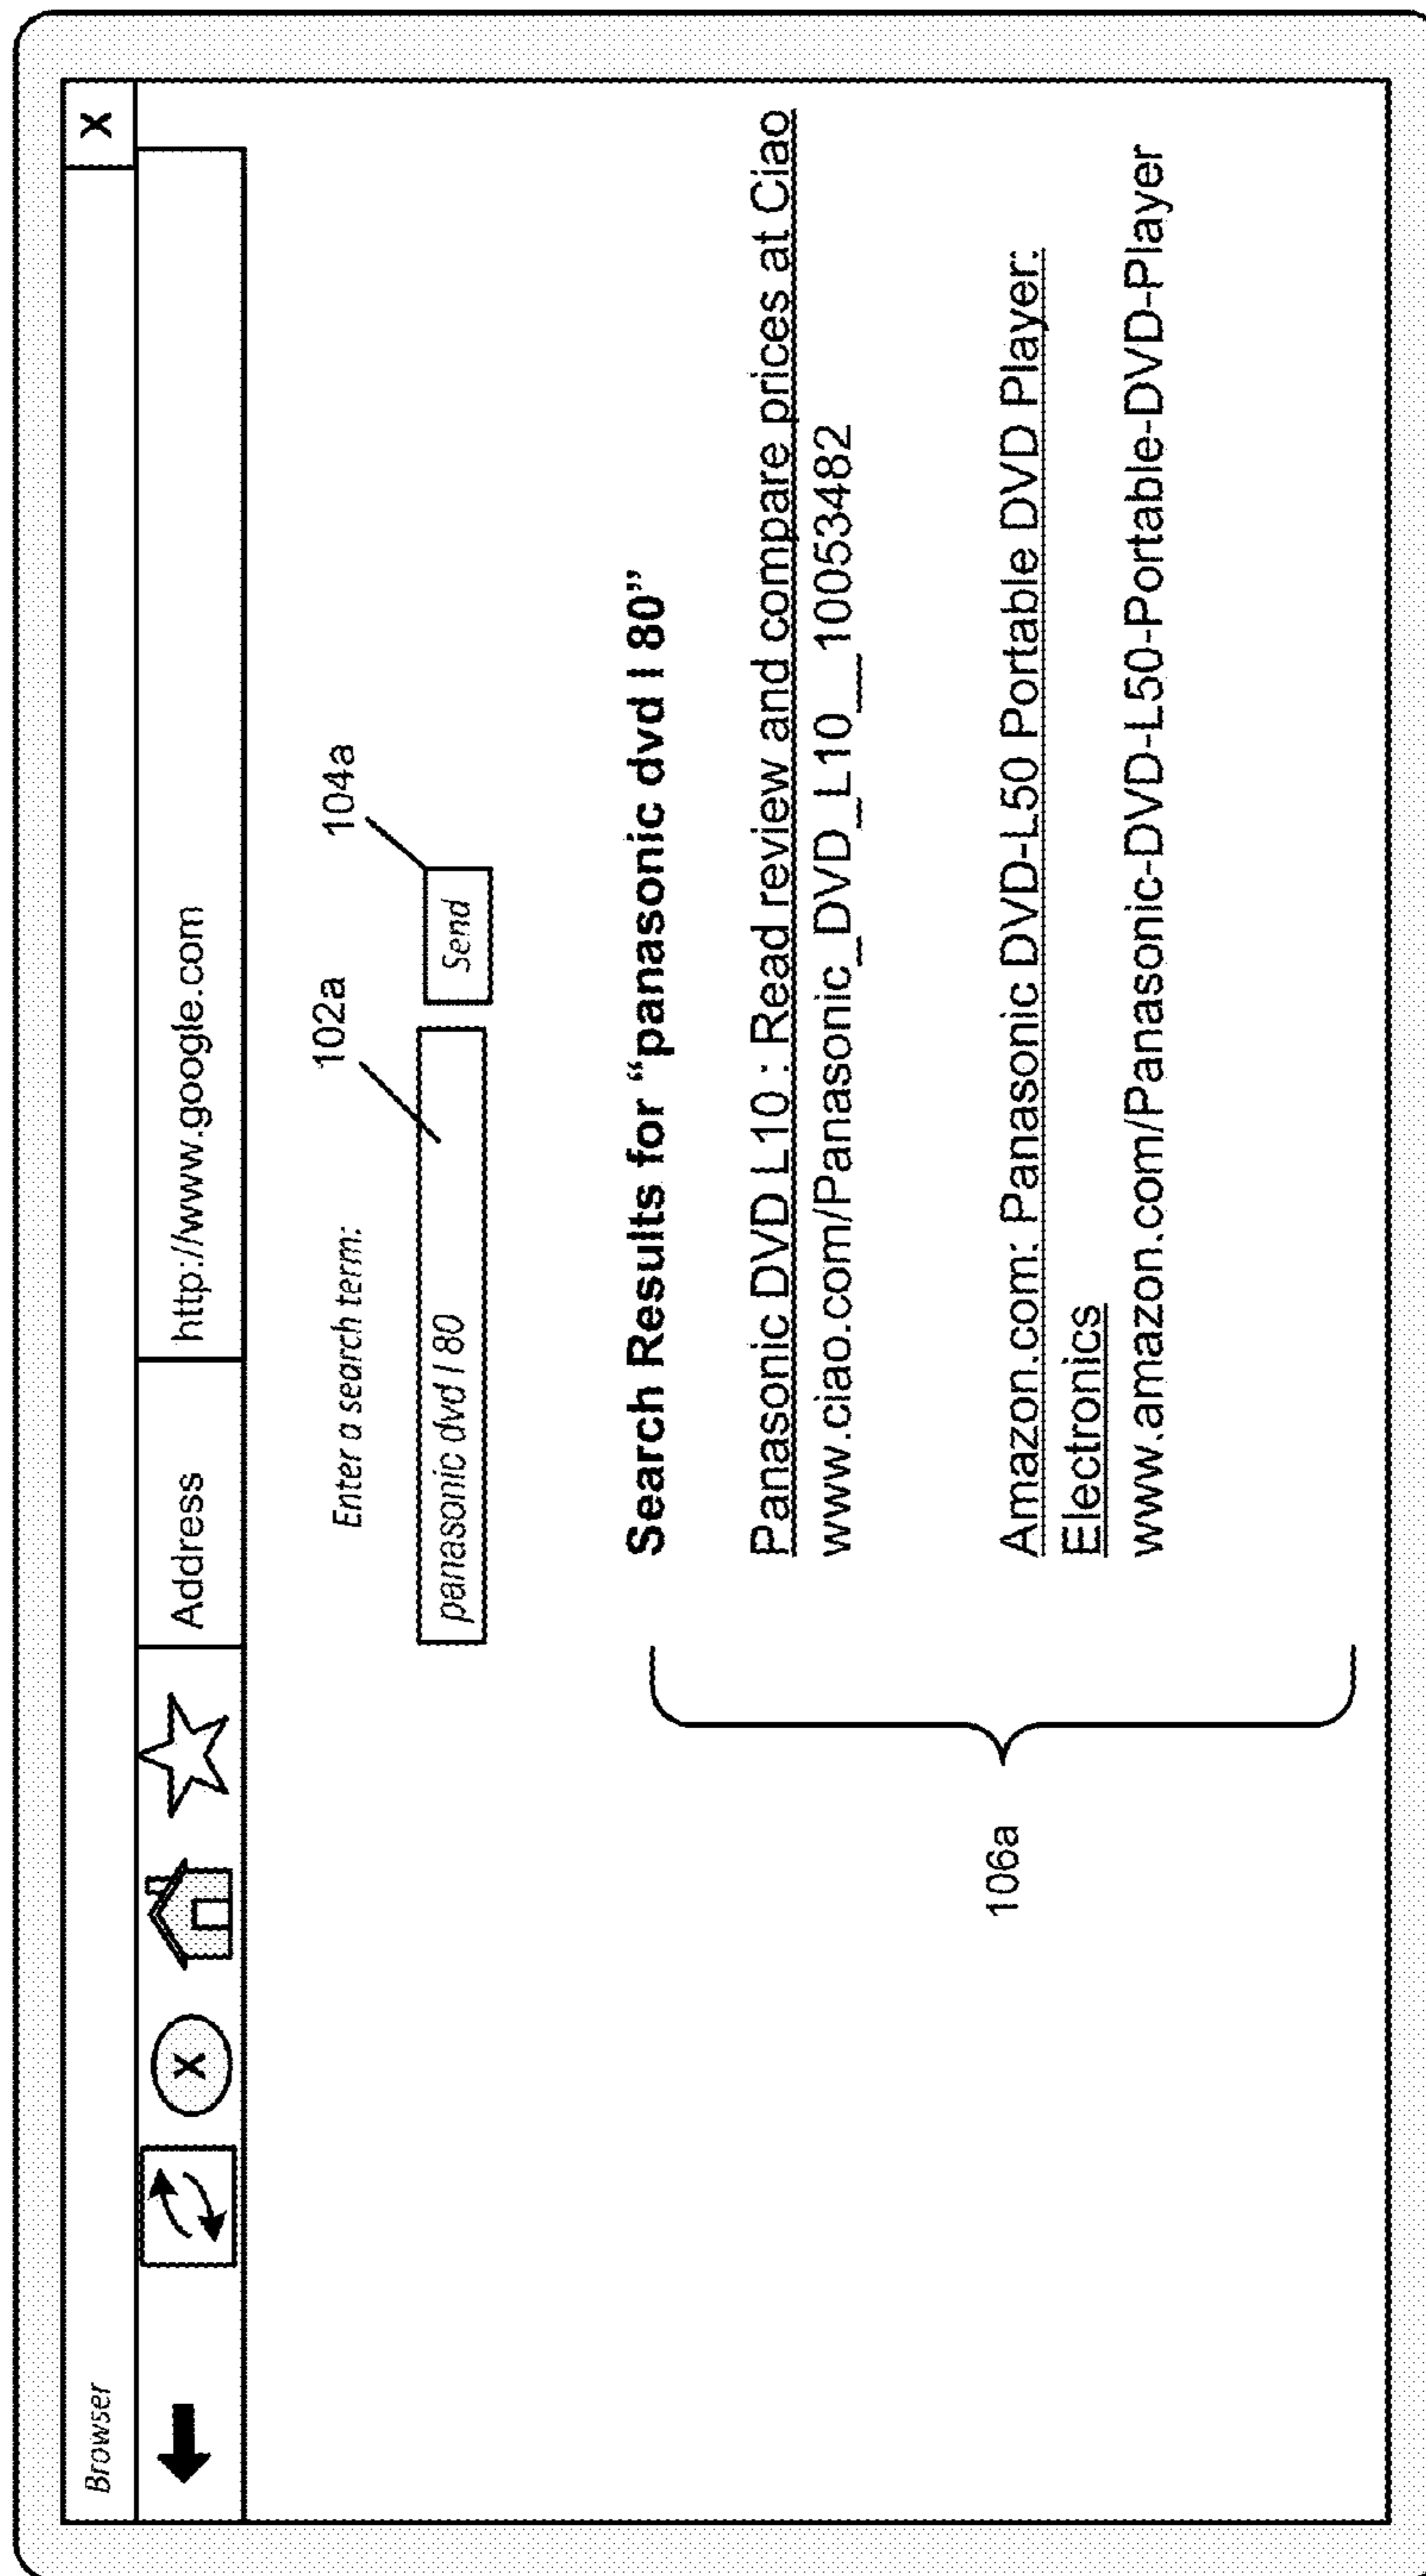 Browser
X
X
Address
http://www.google.com
Enter a search term:
102a
104a
panasonic dvd l 80
Send
Search Results for “panasonic dvd l 80”
Panasonic DVD L10 : Read review and compare prices at Ciao
www.ciao.com/Panasonic_DVD_L10__10053482
Amazon.com: Panasonic DVD-L50 Portable DVD Player:
Electronics
www.amazon.com/Panasonic-DVD-L50-Portable-DVD-Player
106a